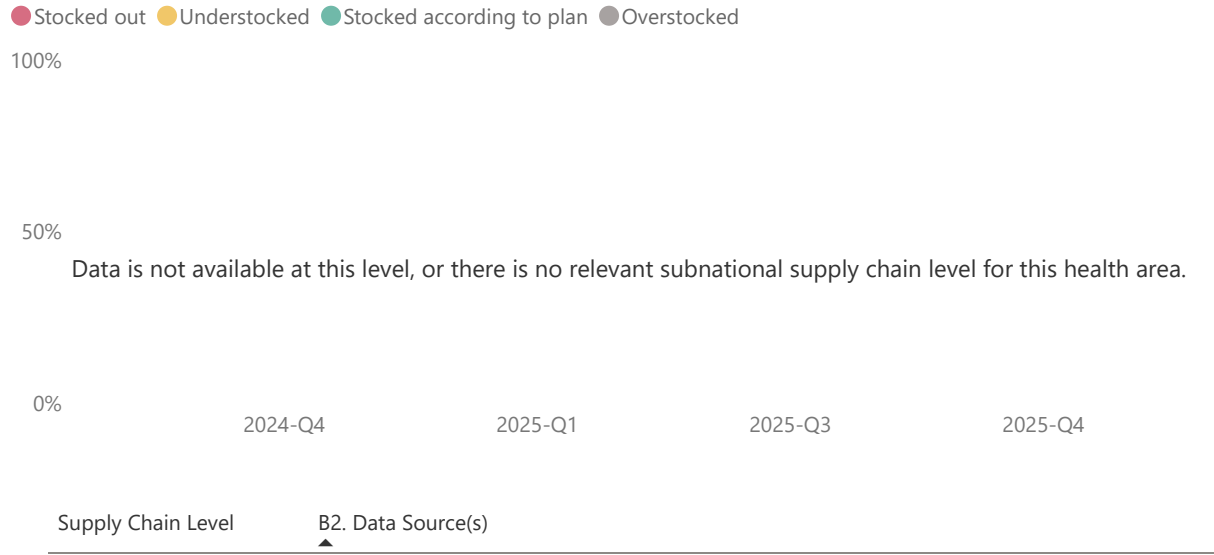 Stocked out Understocked Stocked according to plan Overstocked
100%
50%
Data is not available at this level, or there is no relevant subnational supply chain level for this health area.
0%
2024-Q4 2025-Q1 2025-Q3 2025-Q4
Supply Chain Level B2. Data Source(s)